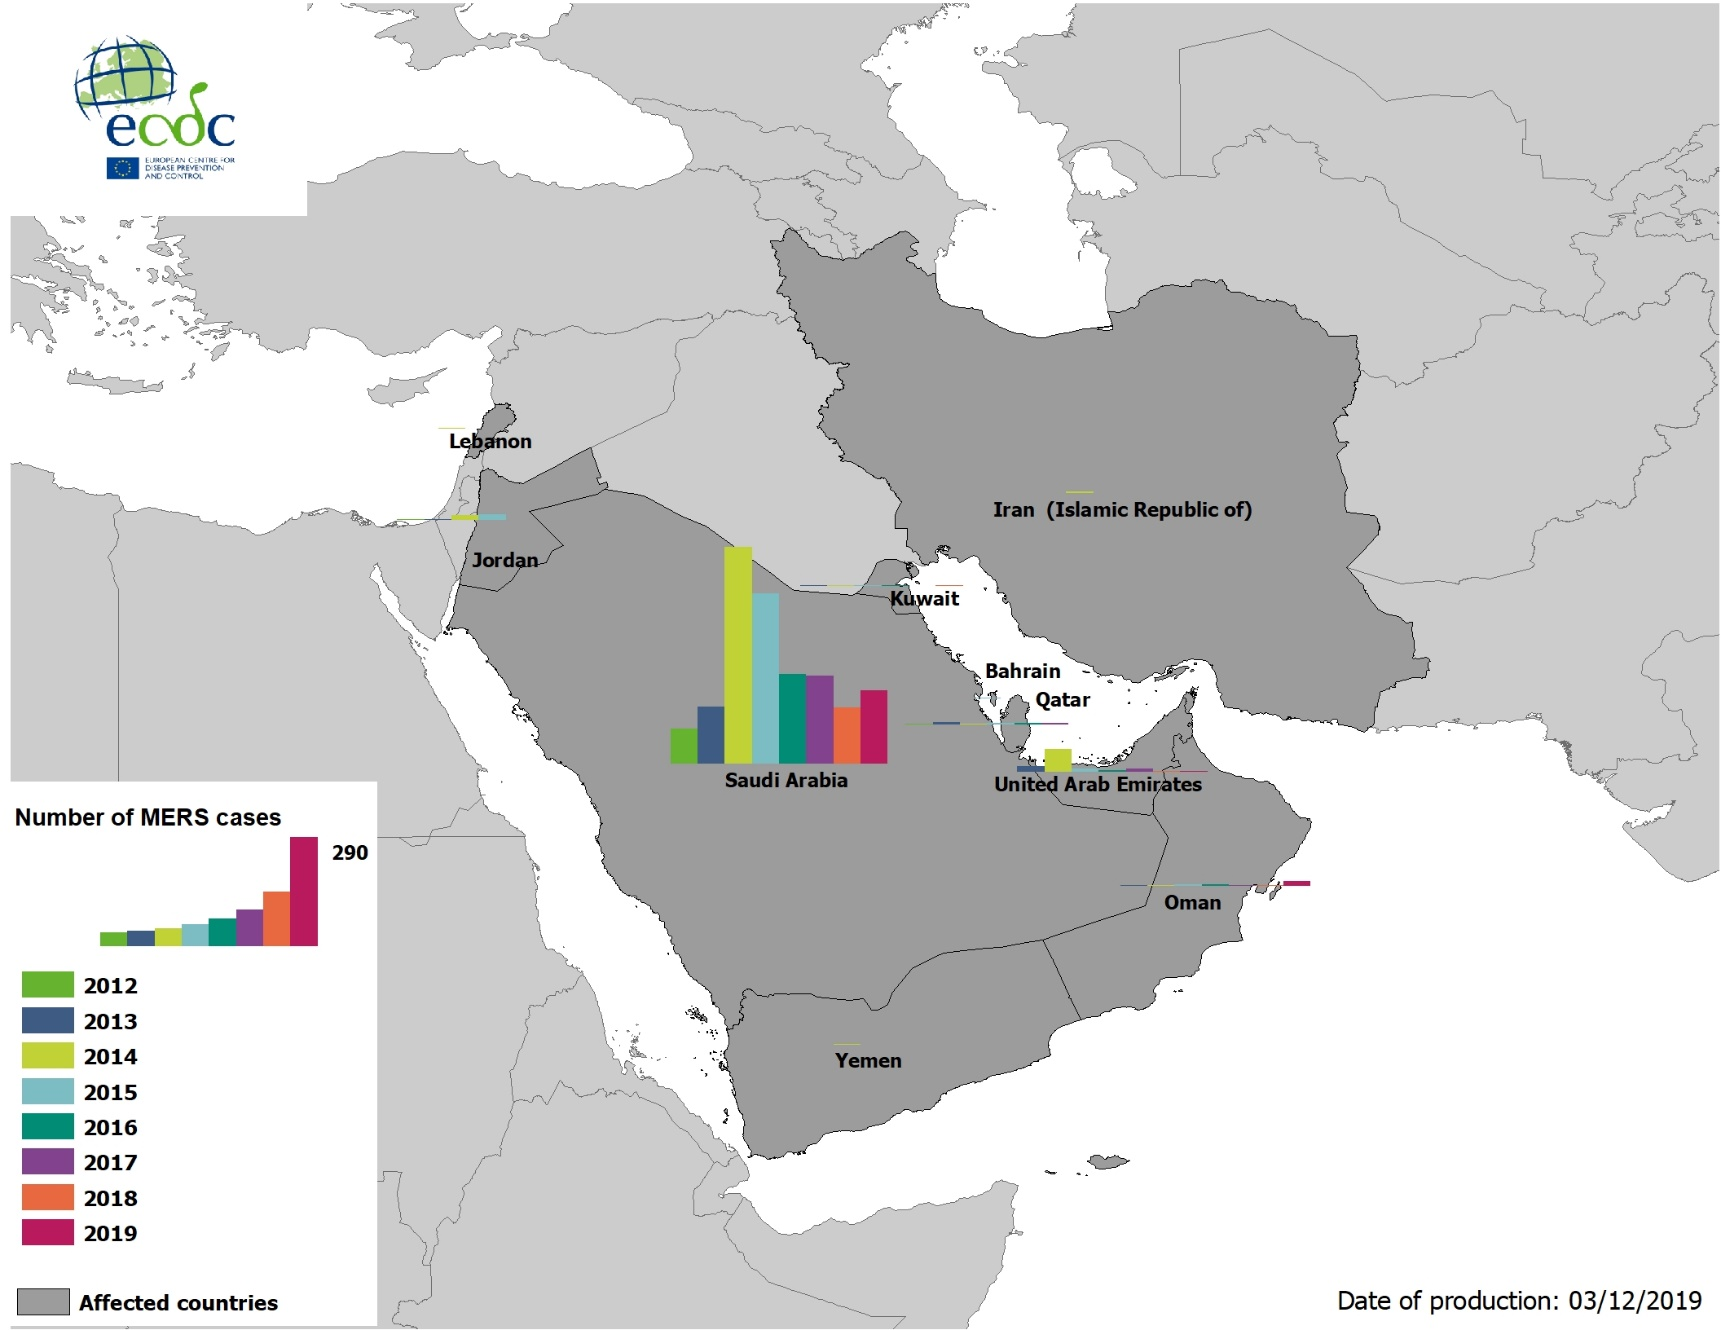 ecdc
EUROPEAN CENTRE FOR
DISEASE PREVENTION
AND CONTROL
Lebanon
Iran (Islamic Republic of)
Jordan
Kuwait
Bahrain
Qatar
Saudi Arabia
United Arab Emirates
Oman
Yemen
Number of MERS cases
290
2012
2013
2014
2015
2016
2017
2018
2019
Affected countries
Date of production: 03/12/2019